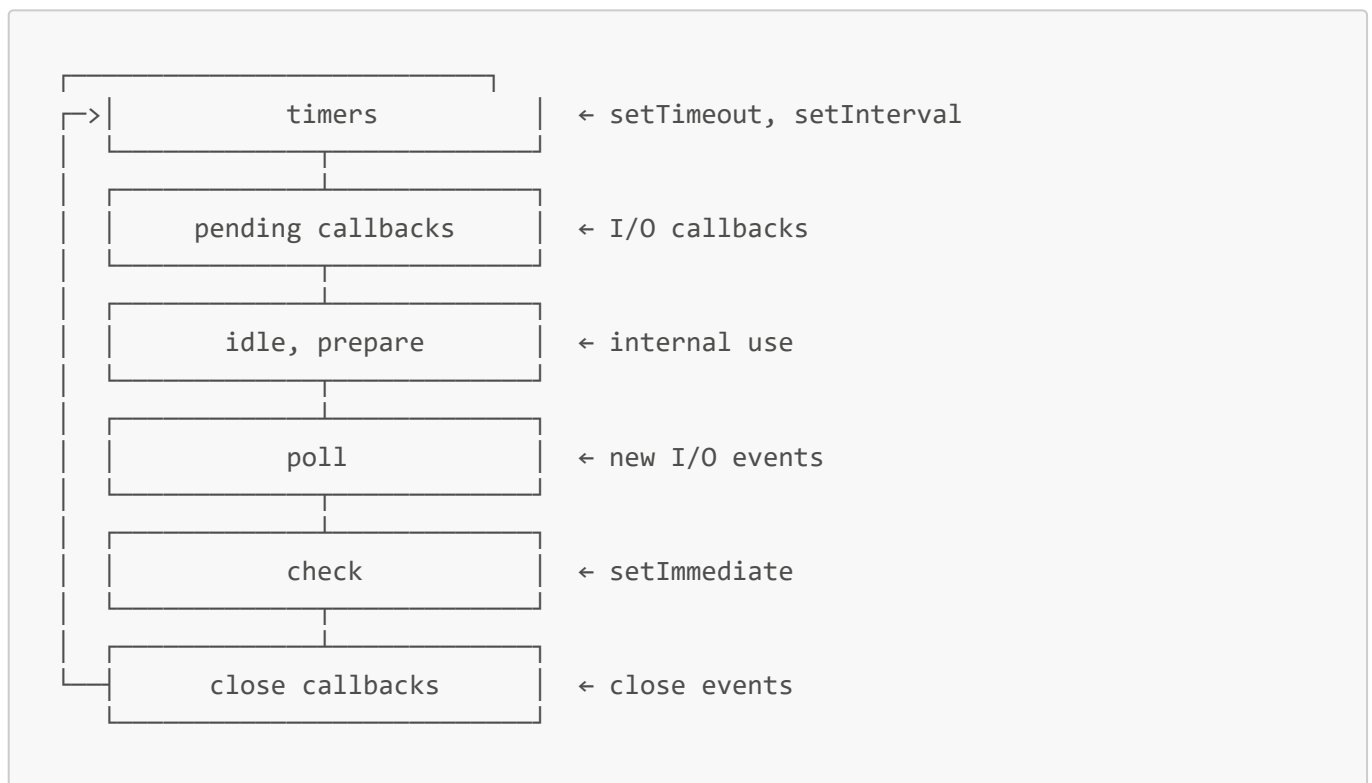 timers ← setTimeout, setInterval
pending callbacks ← I/O callbacks
idle, prepare ← internal use
poll ← new I/O events
check ← setImmediate
close callbacks ← close events